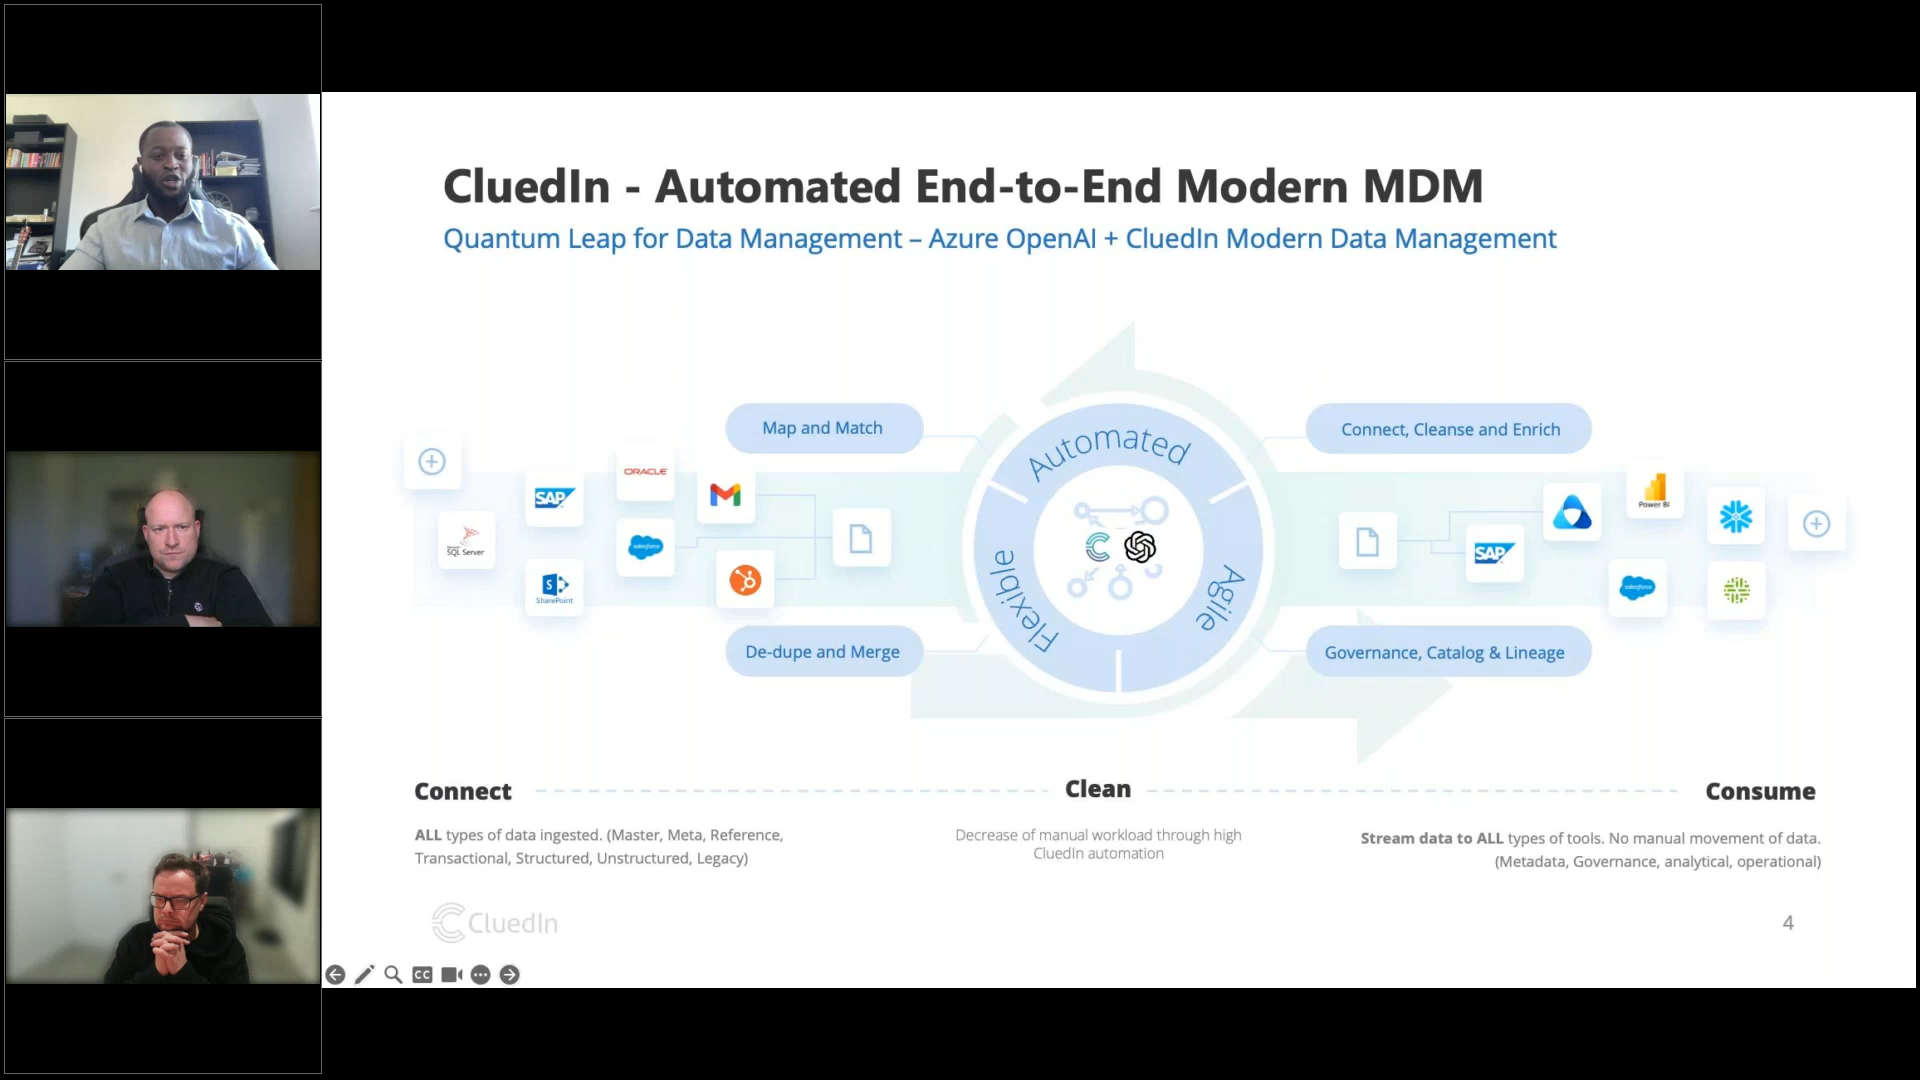 CluedIn - Automated End-to-End Modern MDM
Quantum Leap for Data Management – Azure OpenAI + CluedIn Modern Data Management
Map and Match
Connect, Cleanse and Enrich
Automated
Flexible
Agile
ORACLE
SAP
SQL Server
salesforce
SharePoint
Power BI
SAP
salesforce
De-dupe and Merge
Governance, Catalog & Lineage
Connect
Clean
Consume
ALL types of data ingested. (Master, Meta, Reference,
Transactional, Structured, Unstructured, Legacy)
Decrease of manual workload through high
CluedIn automation
Stream data to ALL types of tools. No manual movement of data.
(Metadata, Governance, analytical, operational)
CluedIn
4
CC